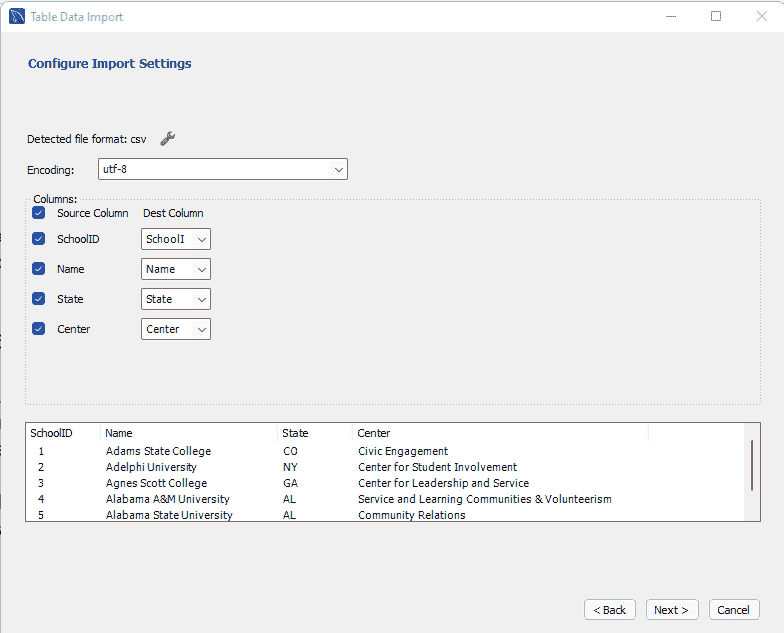 Table Data Import
Configure Import Settings
Detected file format: csv
Encoding: utf-8
Columns:
Source Column Dest Column
SchoolID SchoolI
Name Name
State State
Center Center
SchoolID Name State Center
1 Adams State College CO Civic Engagement
2 Adelphi University NY Center for Student Involvement
3 Agnes Scott College GA Center for Leadership and Service
4 Alabama A&M University AL Service and Learning Communities & Volunteerism
5 Alabama State University AL Community Relations
< Back Next > Cancel